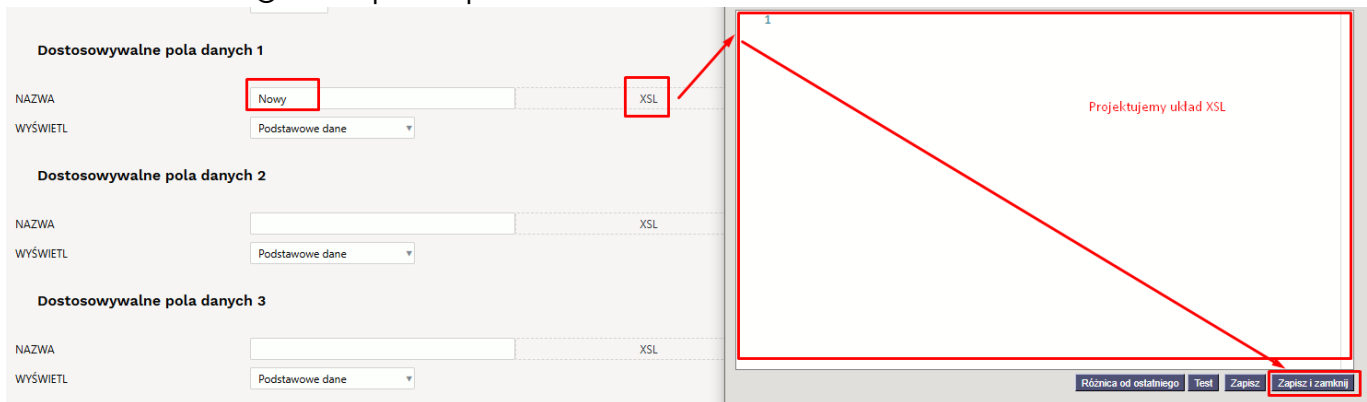 Dostosowywalne pola danych 1
NAZWA
Nowy
XSL
WYŚWIETL
Podstawowe dane
Dostosowywalne pola danych 2
NAZWA
XSL
WYŚWIETL
Podstawowe dane
Dostosowywalne pola danych 3
NAZWA
XSL
WYŚWIETL
Podstawowe dane
1
Projektujemy układ XSL
Różnica od ostatniego
Test
Zapisz
Zapisz i zamknij